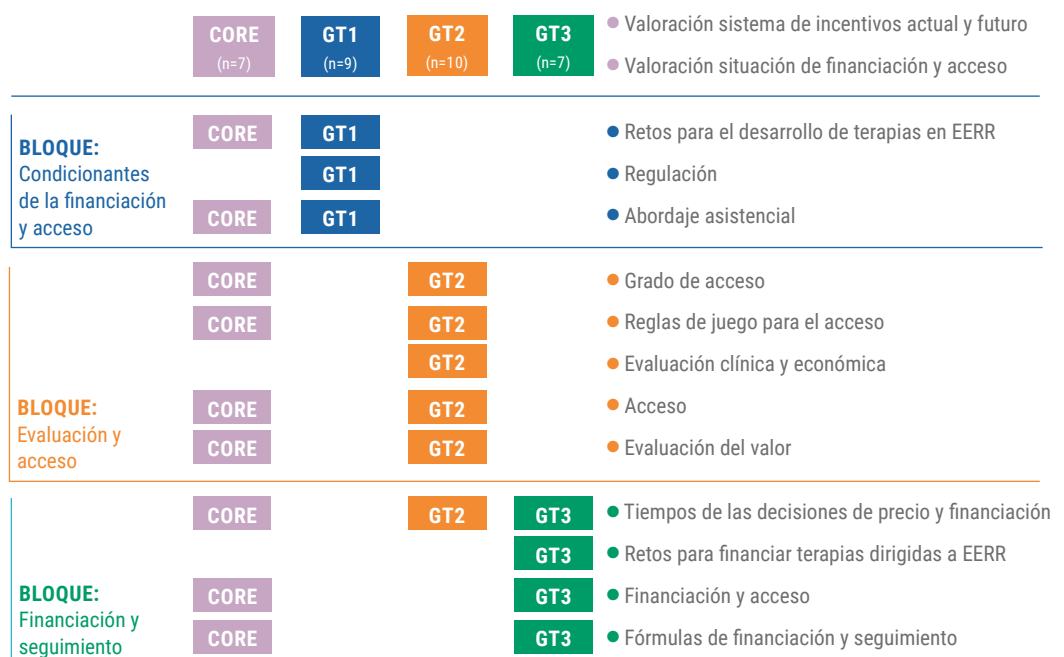 CORE GT1 GT2 GT3 Valoración sistema de incentivos actual y futuro
(n=7) (n=9) (n=10) (n=7) Valoración situación de financiación y acceso
CORE GT1 Retos para el desarrollo de terapias en EERR
BLOQUE:
Condicionantes GT1 Regulación
de la financiación
y acceso CORE GT1 Abordaje asistencial
CORE GT2 Grado de acceso
CORE GT2 Reglas de juego para el acceso
GT2 Evaluación clínica y económica
BLOQUE: CORE GT2 Acceso
Evaluación y CORE GT2 Evaluación del valor
acceso
CORE GT2 GT3 Tiempos de las decisiones de precio y financiación
GT3 Retos para financiar terapias dirigidas a EERR
BLOQUE: CORE GT3 Financiación y acceso
Financiación y
seguimiento CORE GT3 Fórmulas de financiación y seguimiento